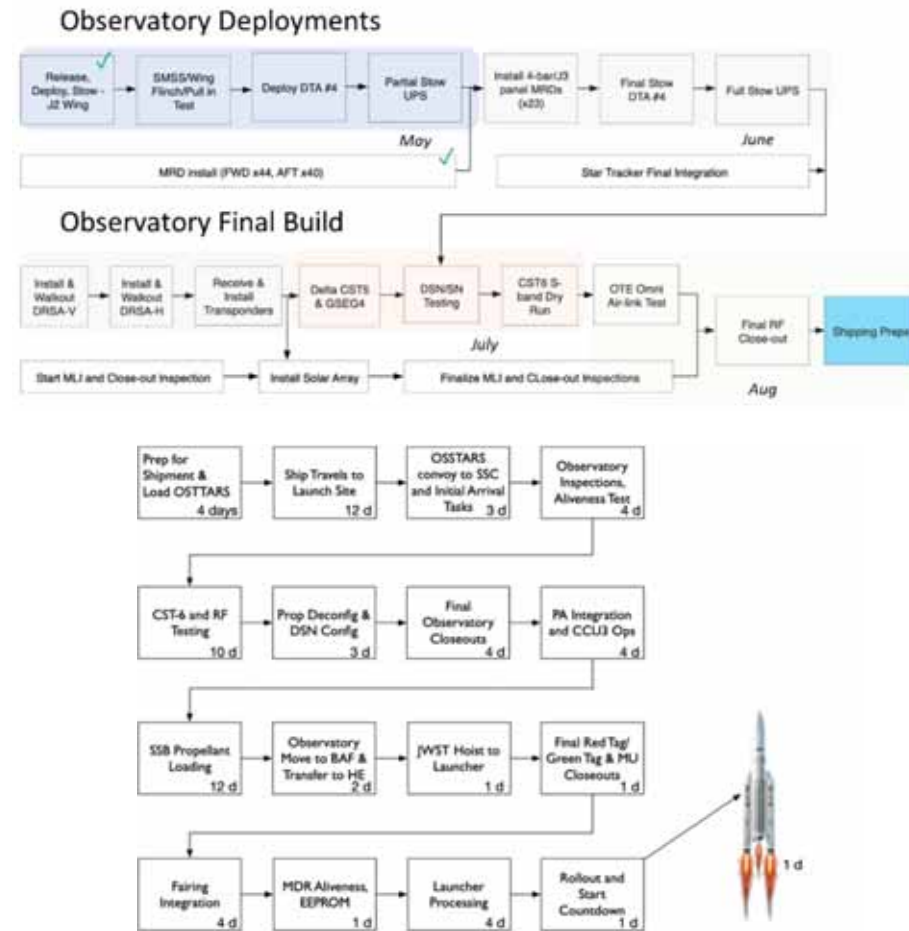 Observatory Deployments
Release,
Deploy, Stow -
J2 Wing
SMSS/Wing
Flinch/Pull in
Test
Deploy DTA #4
Partial Stow
UPS
Install 4-bar/J3
panel MRDs
(x23)
Final Stow
DTA #4
Full Stow UPS
May
June
MRD install (FWD x44, AFT x40)
Star Tracker Final Integration
Observatory Final Build
Install &
Walkout
DRSA-V
Install &
Walkout
DRSA-H
Receive &
Install
Transponders
Delta CST5
& GSEG4
DSN/SN
Testing
CST6 S-
band Dry
Run
OTE Omni
Air-link Test
Final RF
Close-out
Shipping Preps
July
Start MLI and Close-out Inspection
Install Solar Array
Finalize MLI and CLose-out Inspections
Aug
Prep for
Shipment &
Load OSTTARS
4 days
Ship Travels to
Launch Site
12 d
OSSTARS
convoy to SSC
and Initial Arrival
Tasks
3 d
Observatory
Inspections,
Aliveness Test
4 d
CST-6 and RF
Testing
10 d
Prop Deconfig &
DSN Config
3 d
Final
Observatory
Closeouts
4 d
PA Integration
and CCU3 Ops
4 d
SSB Propellant
Loading
12 d
Observatory
Move to BAF &
Transfer to HE
2 d
JWST Hoist to
Launcher
1 d
Final Red Tag/
Green Tag & MU
Closeouts
1 d
Fairing
Integration
4 d
MDR Aliveness,
EEPROM
1 d
Launcher
Processing
4 d
Rollout and
Start
Countdown
1 d
1 d